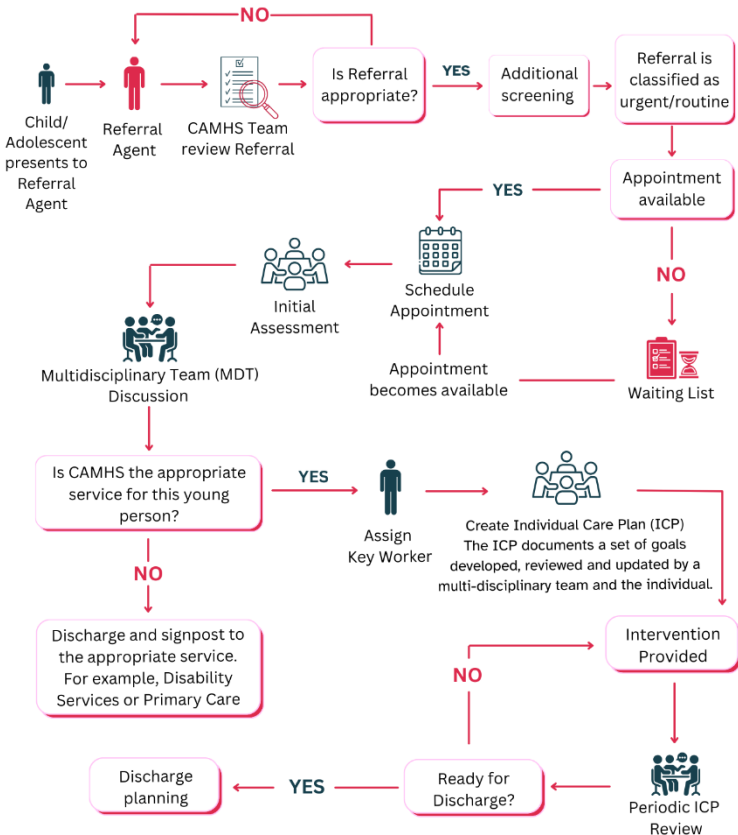 NO
Child/
Adolescent
presents to
Referral
Agent
Referral
Agent
CAMHS Team
review Referral
Is Referral
appropriate?
YES
Additional
screening
Referral is
classified as
urgent/routine
Appointment
available
YES
NO
Schedule
Appointment
Initial
Assessment
Multidisciplinary Team (MDT)
Discussion
Appointment
becomes available
Waiting List
Is CAMHS the appropriate
service for this young
person?
YES
Assign
Key Worker
Create Individual Care Plan (ICP)
The ICP documents a set of goals
developed, reviewed and updated by a
multi-disciplinary team and the individual.
NO
Discharge and signpost to
the appropriate service.
For example, Disability
Services or Primary Care
Intervention
Provided
NO
Periodic ICP
Review
Ready for
Discharge?
YES
Discharge
planning